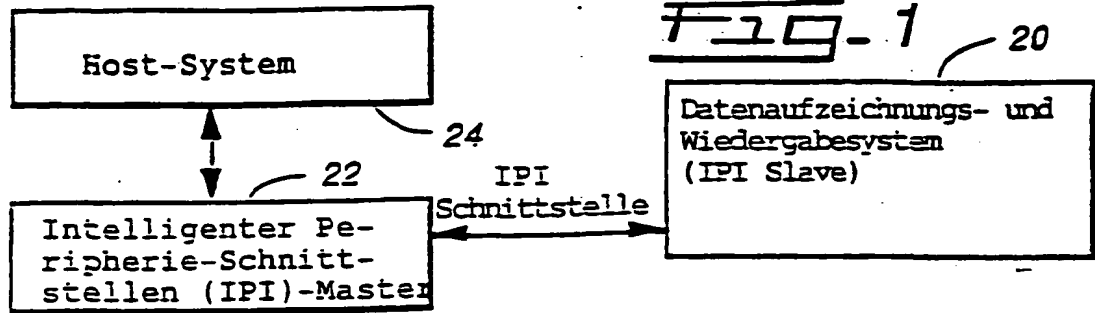 Fig. 1
20
Host-System
24
Datenaufzeichnungs- und
Wiedergabesystem
(IPI Slave)
22
IPI
Schnittstelle
Intelligenter Pe-
ripherie-Schnitt-
stellen (IPI)-Master